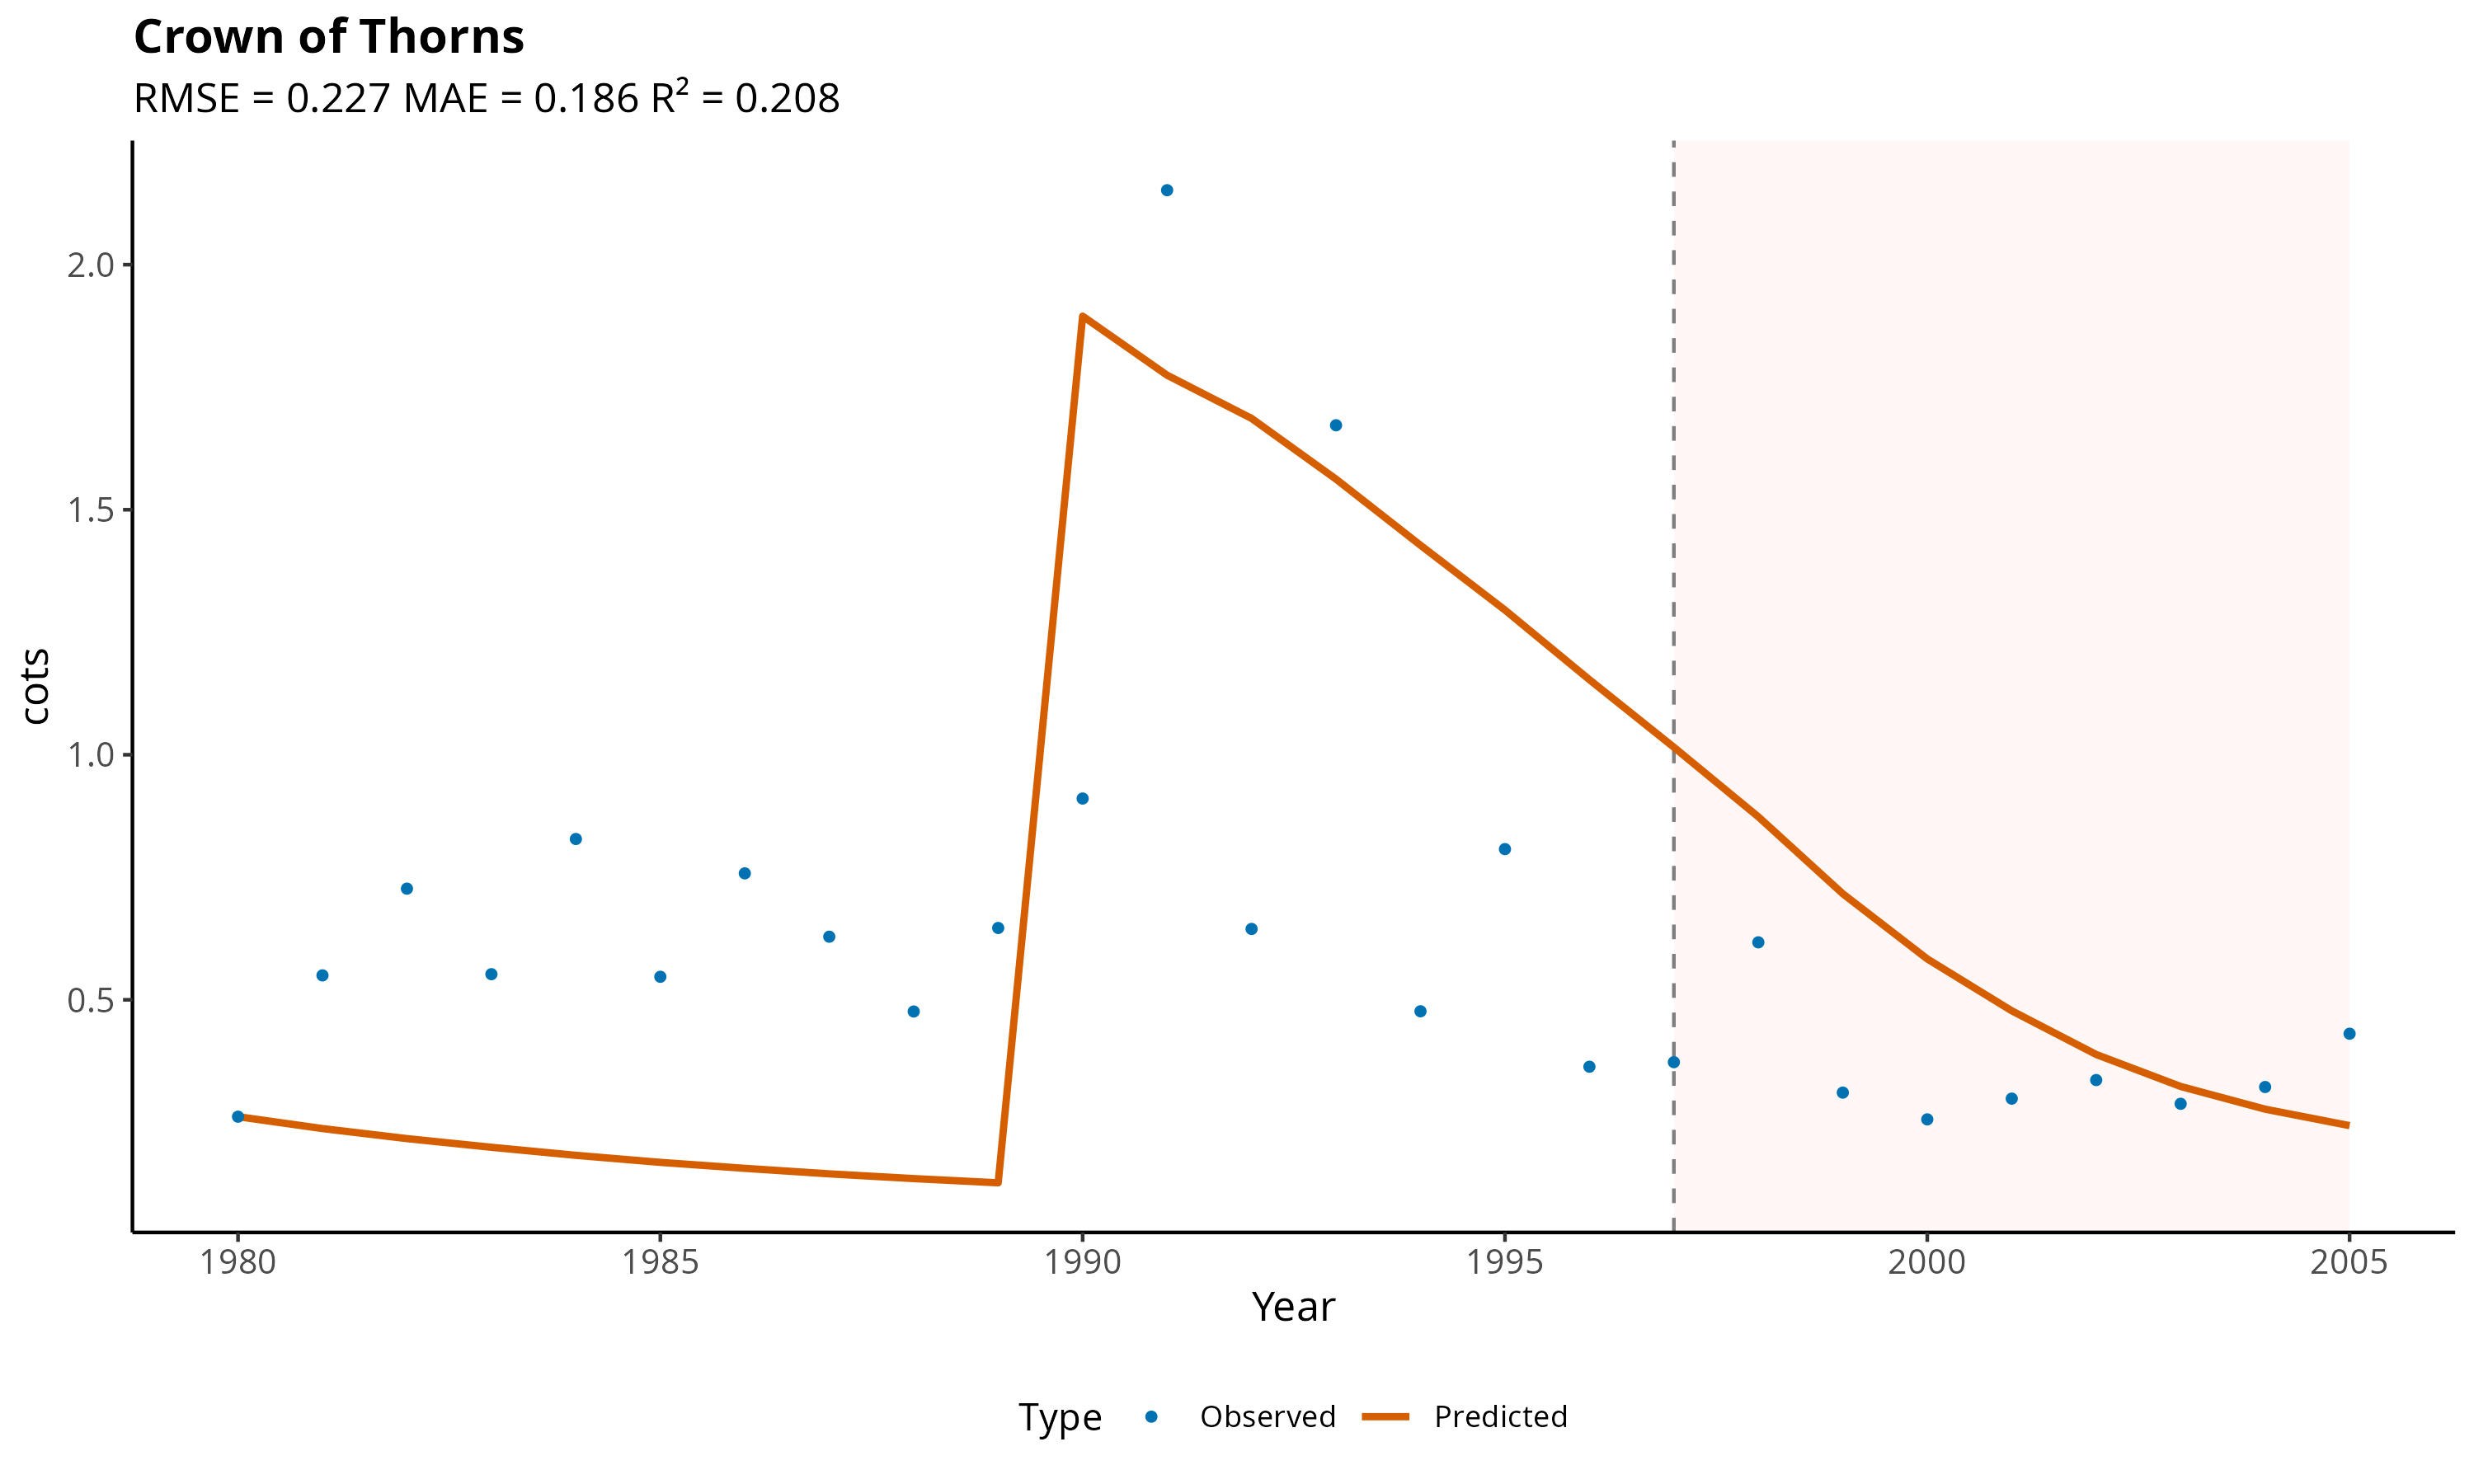 Crown of Thorns
RMSE = 0.227 MAE = 0.186 R² = 0.208
cots
2.0
1.5
1.0
0.5
1980 1985 1990 1995 2000 2005
Year
Type Observed Predicted